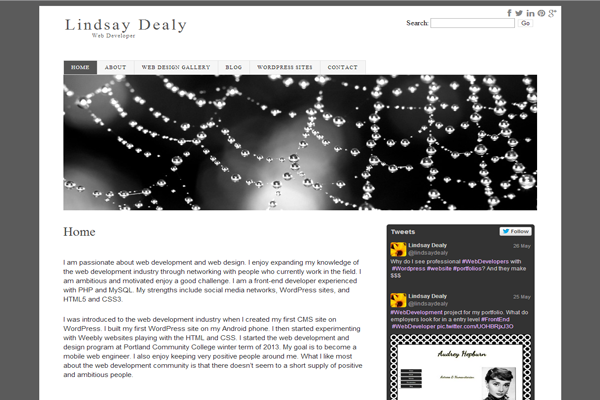 Lindsay Dealy
Web Developer
Search:
Go
HOME
ABOUT
WEB DESIGN GALLERY
BLOG
WORDPRESS SITES
CONTACT
Home
I am passionate about web development and web design. I enjoy expanding my knowledge of
the web development industry through networking with people who currently work in the field. I
am ambitious and motivated enjoy a good challenge. I am a front-end developer experienced
with PHP and MySQL. My strengths include social media networks, WordPress sites, and
HTML5 and CSS3.
I was introduced to the web development industry when I created my first CMS site on
WordPress. I built my first WordPress site on my Android phone. I then started experimenting
with Weebly websites playing with the HTML and CSS. I started the web development and
design program at Portland Community College winter term of 2013. My goal is to become a
mobile web engineer. I also enjoy keeping very positive people around me. What I like most
about the web development community is that there doesn't seem to a short supply of positive
and ambitious people.
Tweets
Follow
Lindsay Dealy
26 May
@lindsaydealy
Why do I see professional #WebDevelopers with
#Wordpress #website #portfolios? And they make
$$$
Lindsay Dealy
25 May
@lindsaydealy
#WebDevelopment project for my portfolio. What do
employers look for in a entry level #FrontEnd
#WebDeveloper pic.twitter.com/UOHBRjxJ3O
Audrey Hepburn